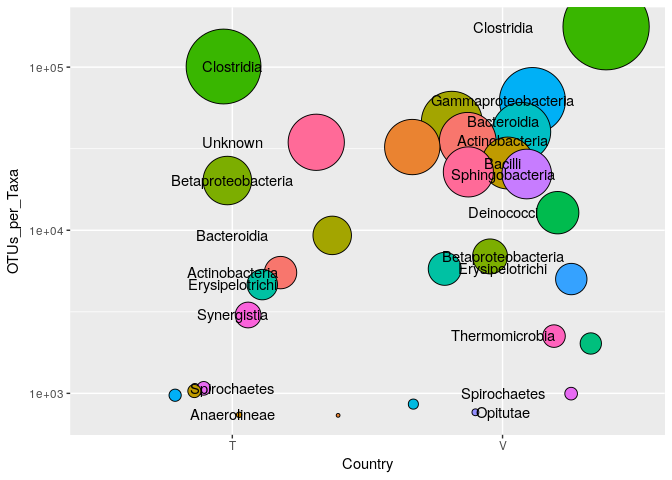 Clostridia
1e+05
Clostridia
Gammaproteobacteria
Bacteroidia
Actinobacteria
Unknown
Bacilli
Sphingobacteria
Betaproteobacteria
Deinococci
1e+04
Bacteroidia
Betaproteobacteria
Erysipelotrichi
Actinobacteria
Erysipelotrichi
Synergistia
Thermomicrobia
1e+03
Spirochaetes
Spirochaetes
Anaerolineae
Opitutae
OTUs_per_Taxa
T
V
Country